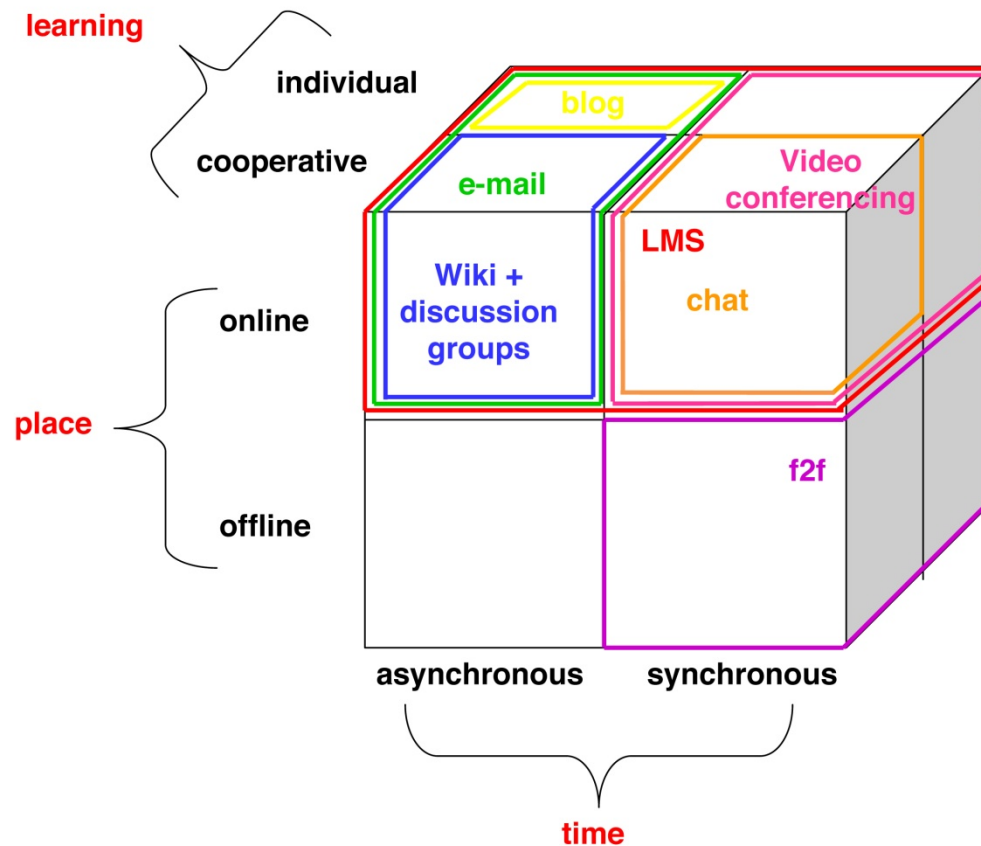 learning
individual
blog
cooperative
Video
conferencing
e-mail
LMS
Wiki +
discussion
groups
chat
online
place
f2f
offline
asynchronous
synchronous
time